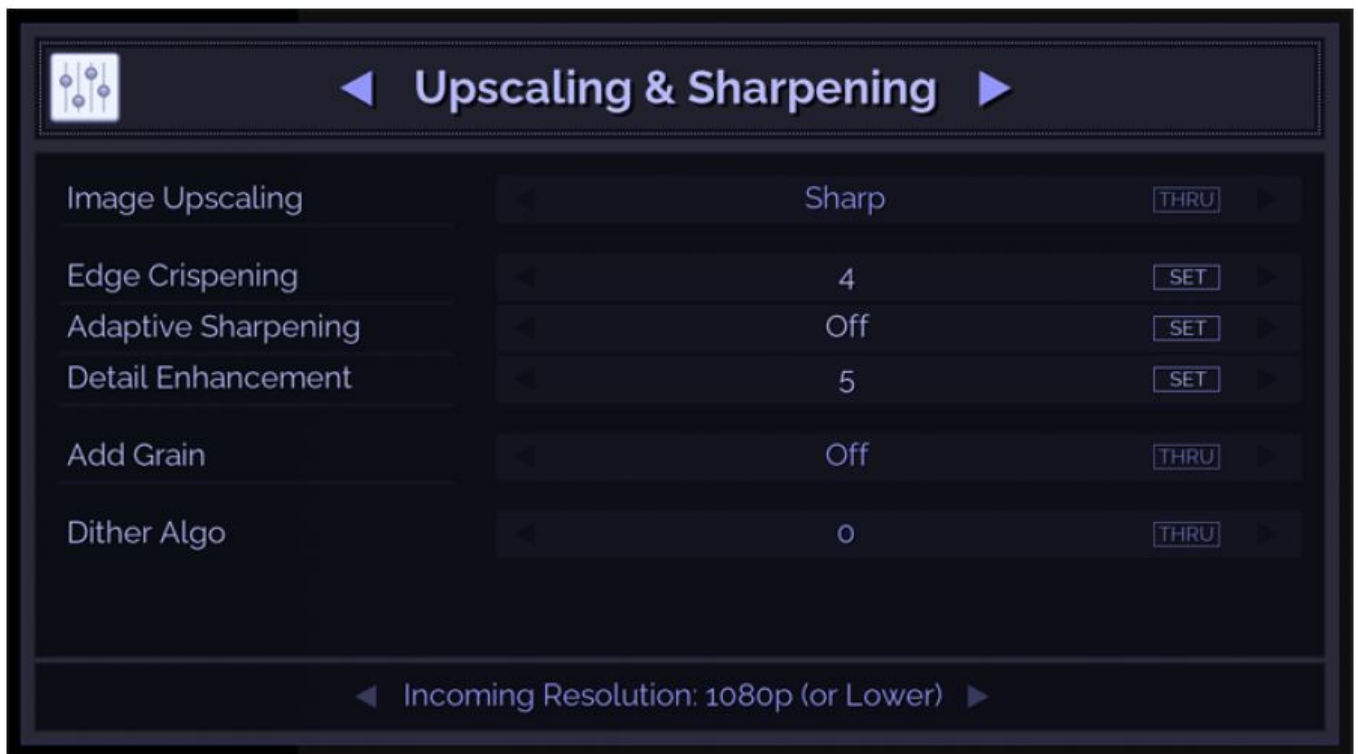 Upscaling & Sharpening
Image Upscaling Sharp THRU
Edge Crispening 4 SET
Adaptive Sharpening Off SET
Detail Enhancement 5 SET
Add Grain Off THRU
Dither Algo 0 THRU
Incoming Resolution: 1080p (or Lower)